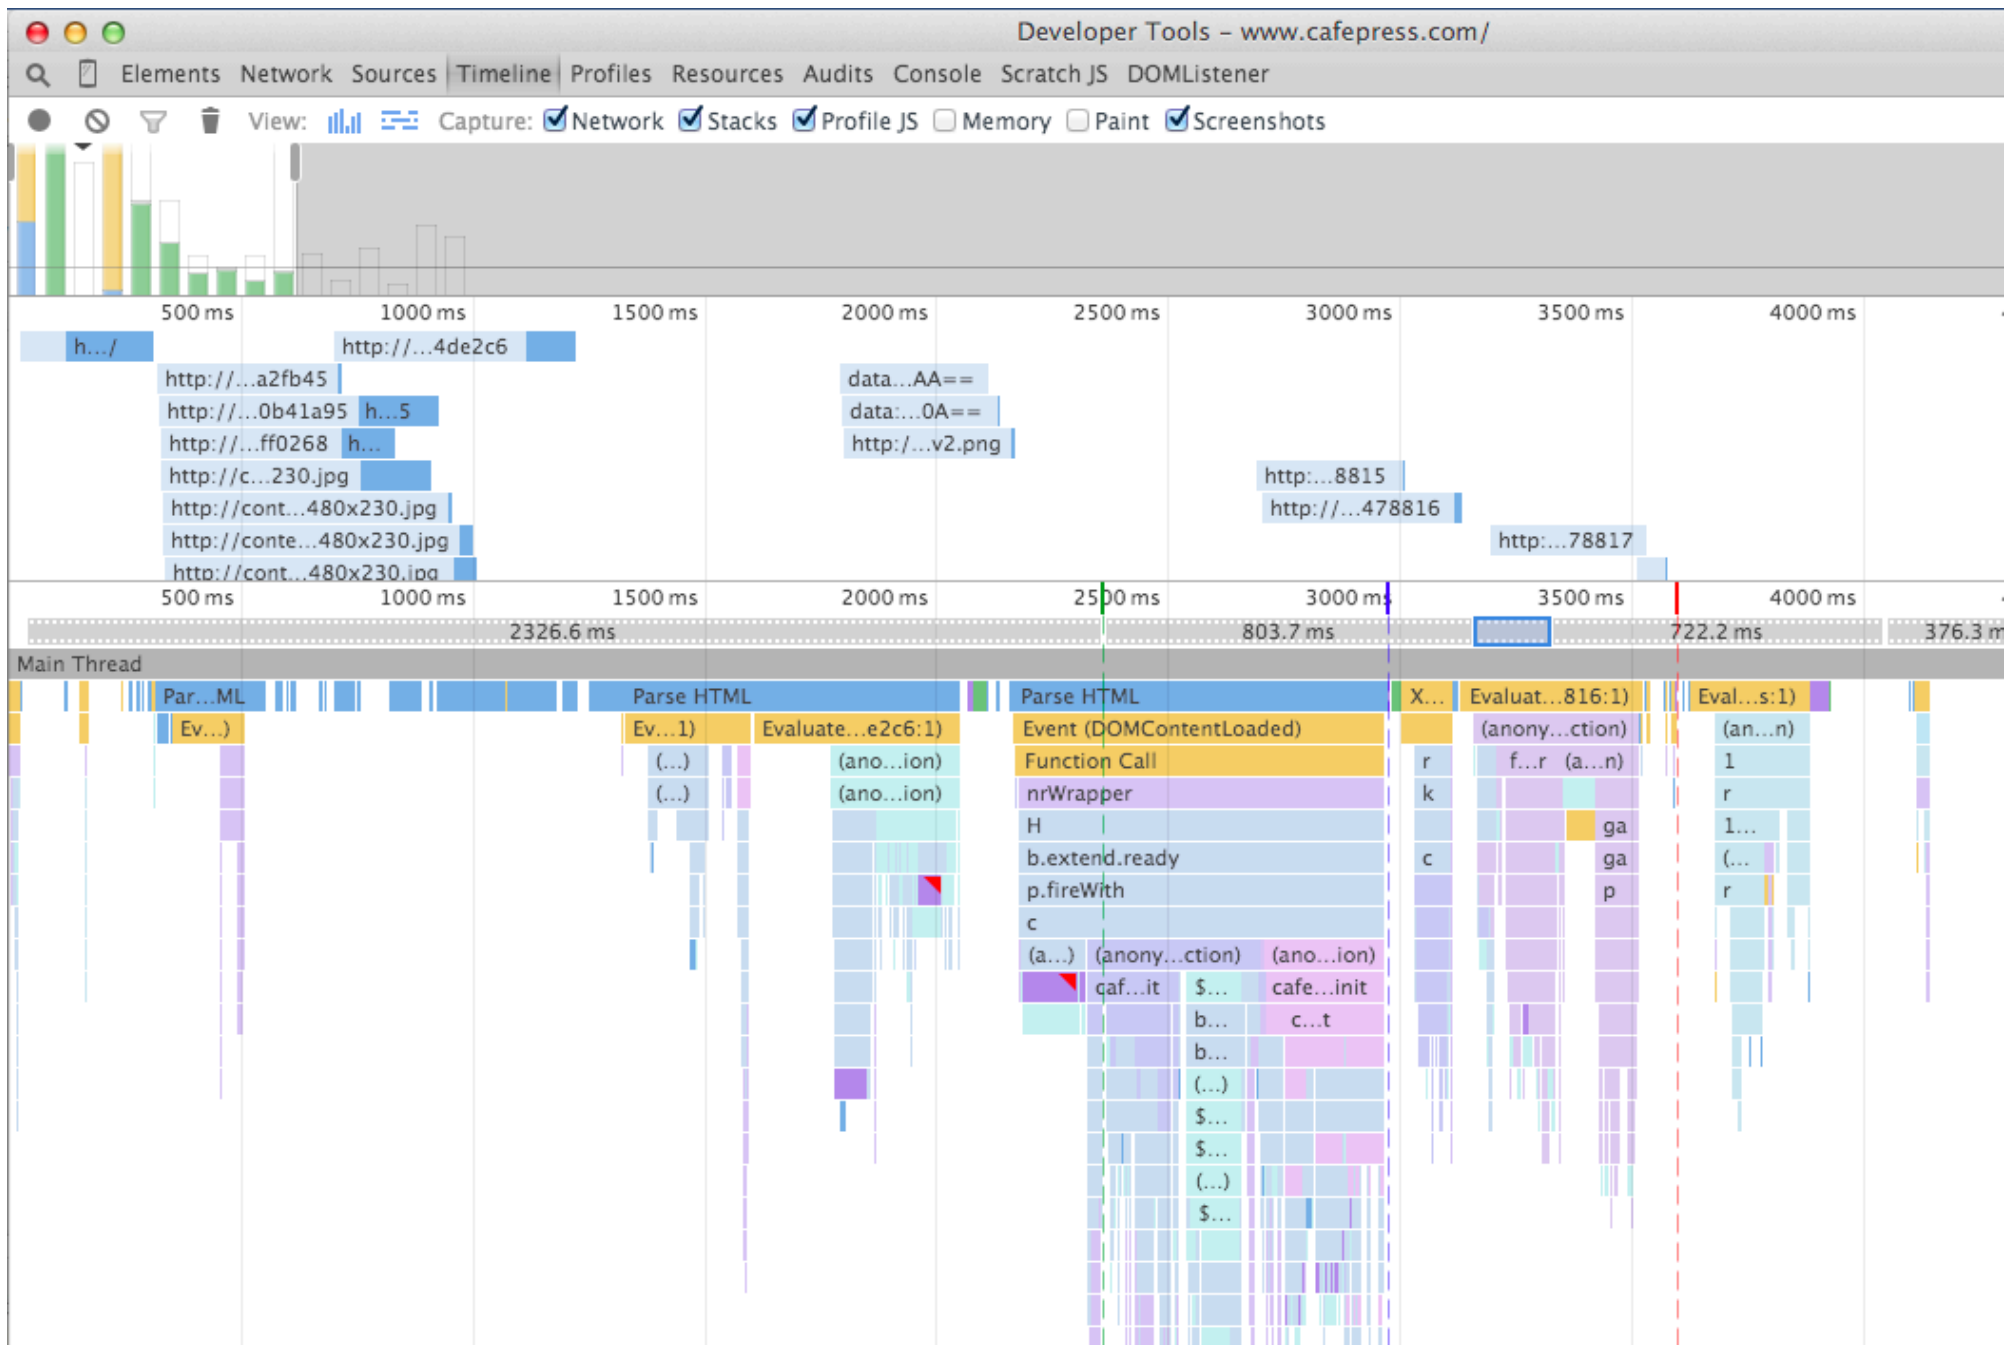 Developer Tools - www.cafepress.com/
Elements Network Sources Timeline Profiles Resources Audits Console Scratch JS DOMListener
View: Capture: Network Stacks Profile JS Memory Paint Screenshots
500 ms 1000 ms 1500 ms 2000 ms 2500 ms 3000 ms 3500 ms 4000 ms
h.../ http://...4de2c6
http://...a2fb45 data...AA==
http://...0b41a95 h...5 data:...0A==
http://...ff0268 h... http:/...v2.png
http://c...230.jpg http:...8815
http://cont...480x230.jpg http://...478816
http://conte...480x230.jpg http:...78817
http://cont...480x230.jpg
500 ms 1000 ms 1500 ms 2000 ms 2500 ms 3000 ms 3500 ms 4000 ms
2326.6 ms 803.7 ms 722.2 ms 376.3 m
Main Thread
Par...ML Parse HTML Parse HTML X... Evaluat...816:1) Eval...s:1)
Ev...) Ev...1) Evaluate...e2c6:1) Event (DOMContentLoaded) (anony...ction) (an...n)
(...) (ano...ion) Function Call r f...r (a...n) l
(...) (ano...ion) nrWrapper k r
H ga l...
b.extend.ready c ga (...
p.fireWith p r
c
(a...) (anony...ction) (ano...ion)
caf...it $... cafe...init
b... c...t
b...
(...)
$...
$...
(...)
$...